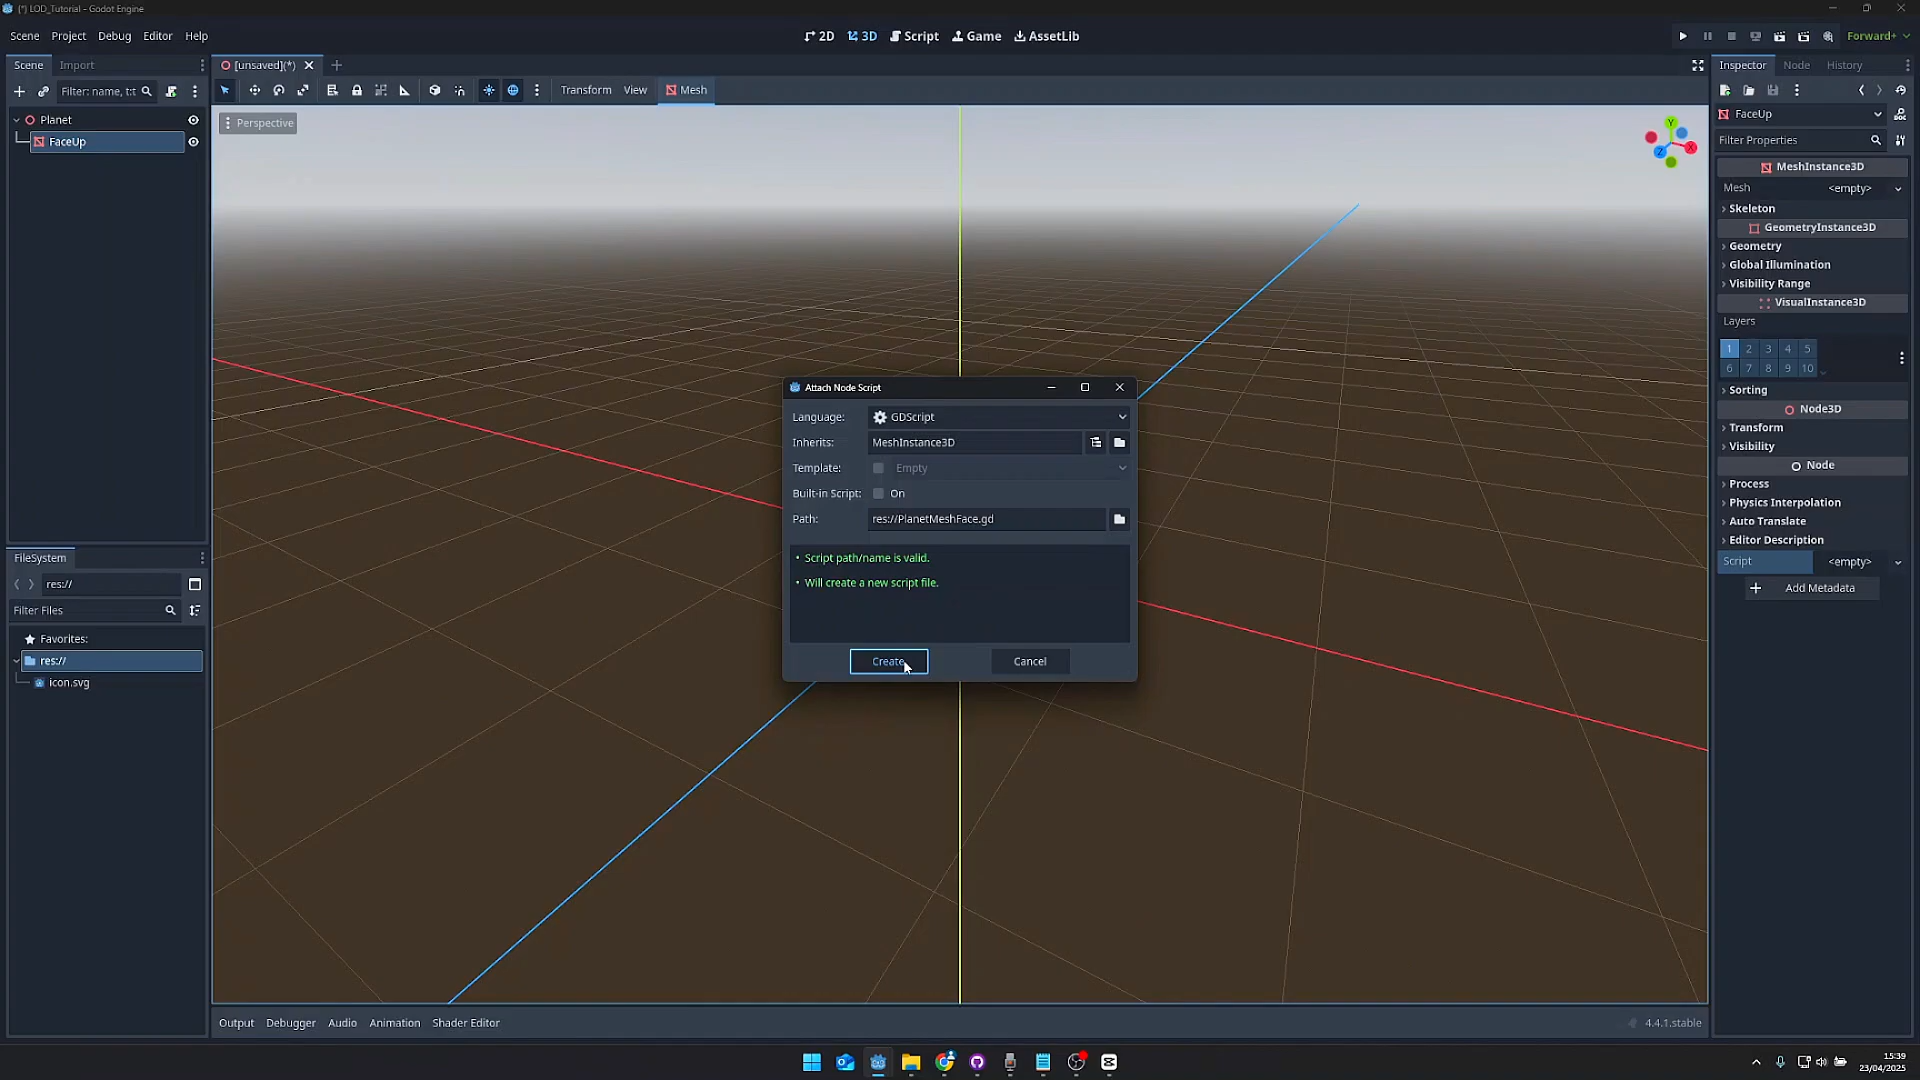 (*) LOD_Tutorial - Godot Engine
Scene Project Debug Editor Help
2D 3D Script Game AssetLib
Forward+
Scene Import
[unsaved](*)
Inspector Node History
Filter: name, t:t
Transform View Mesh
Planet
FaceUp
Perspective
Y
X
Z
FaceUp
Filter Properties
MeshInstance3D
Mesh <empty>
Skeleton
GeometryInstance3D
Geometry
Global Illumination
Visibility Range
VisualInstance3D
Layers
1 2 3 4 5
6 7 8 9 10
Sorting
Node3D
Transform
Visibility
Node
Process
Physics Interpolation
Auto Translate
Editor Description
Script <empty>
Add Metadata
Attach Node Script
Language: GDScript
Inherits: MeshInstance3D
Template: Empty
Built-in Script: On
Path: res://PlanetMeshFace.gd
• Script path/name is valid.
• Will create a new script file.
Create Cancel
FileSystem
res://
Filter Files
Favorites:
res://
icon.svg
Output Debugger Audio Animation Shader Editor
4.4.1.stable
15:39
23/04/2025